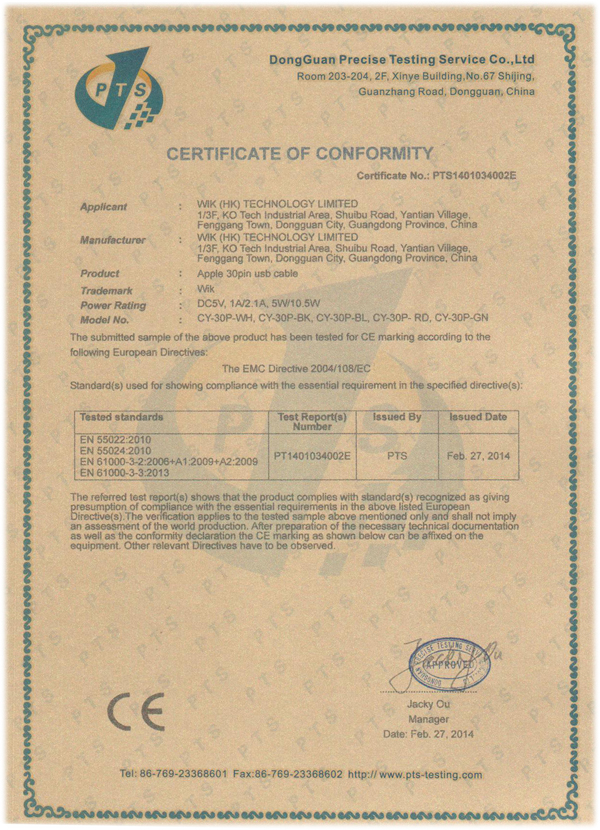 PTS
DongGuan Precise Testing Service Co.,Ltd
Room 203-204, 2F, Xinye Building,No.67 Shijing,
Guanzhang Road, Dongguan, China
CERTIFICATE OF CONFORMITY
Certificate No.: PTS1401034002E
Applicant : WIK (HK) TECHNOLOGY LIMITED
1/3F, KO Tech Industrial Area, Shuibu Road, Yantian Village,
Fenggang Town, Dongguan City, Guangdong Province, China
Manufacturer : WIK (HK) TECHNOLOGY LIMITED
1/3F, KO Tech Industrial Area, Shuibu Road, Yantian Village,
Fenggang Town, Dongguan City, Guangdong Province, China
Product : Apple 30pin usb cable
Trademark : Wik
Power Rating : DC5V, 1A/2.1A, 5W/10.5W
Model No. : CY-30P-WH, CY-30P-BK, CY-30P-BL, CY-30P- RD, CY-30P-GN
The submitted sample of the above product has been tested for CE marking according to the
following European Directives:
The EMC Directive 2004/108/EC
Standard(s) used for showing compliance with the essential requirement in the specified directive(s):
Tested standards Test Report(s) Number Issued By Issued Date
EN 55022:2010
EN 55024:2010
EN 61000-3-2:2006+A1:2009+A2:2009
EN 61000-3-3:2013
PT1401034002E PTS Feb. 27, 2014
The referred test report(s) shows that the product complies with standard(s) recognized as giving
presumption of compliance with the essential requirements in the above listed European
Directive(s).The verification applies to the tested sample above mentioned only and shall not imply
an assessment of the world production. After preparation of the necessary technical documentation
as well as the conformity declaration the CE marking as shown below can be affixed on the
equipment. Other relevant Directives have to be observed.
APPROVED
CE
Jacky Ou
Manager
Date: Feb. 27, 2014
Tel: 86-769-23368601 Fax:86-769-23368602 http:// www.pts-testing.com